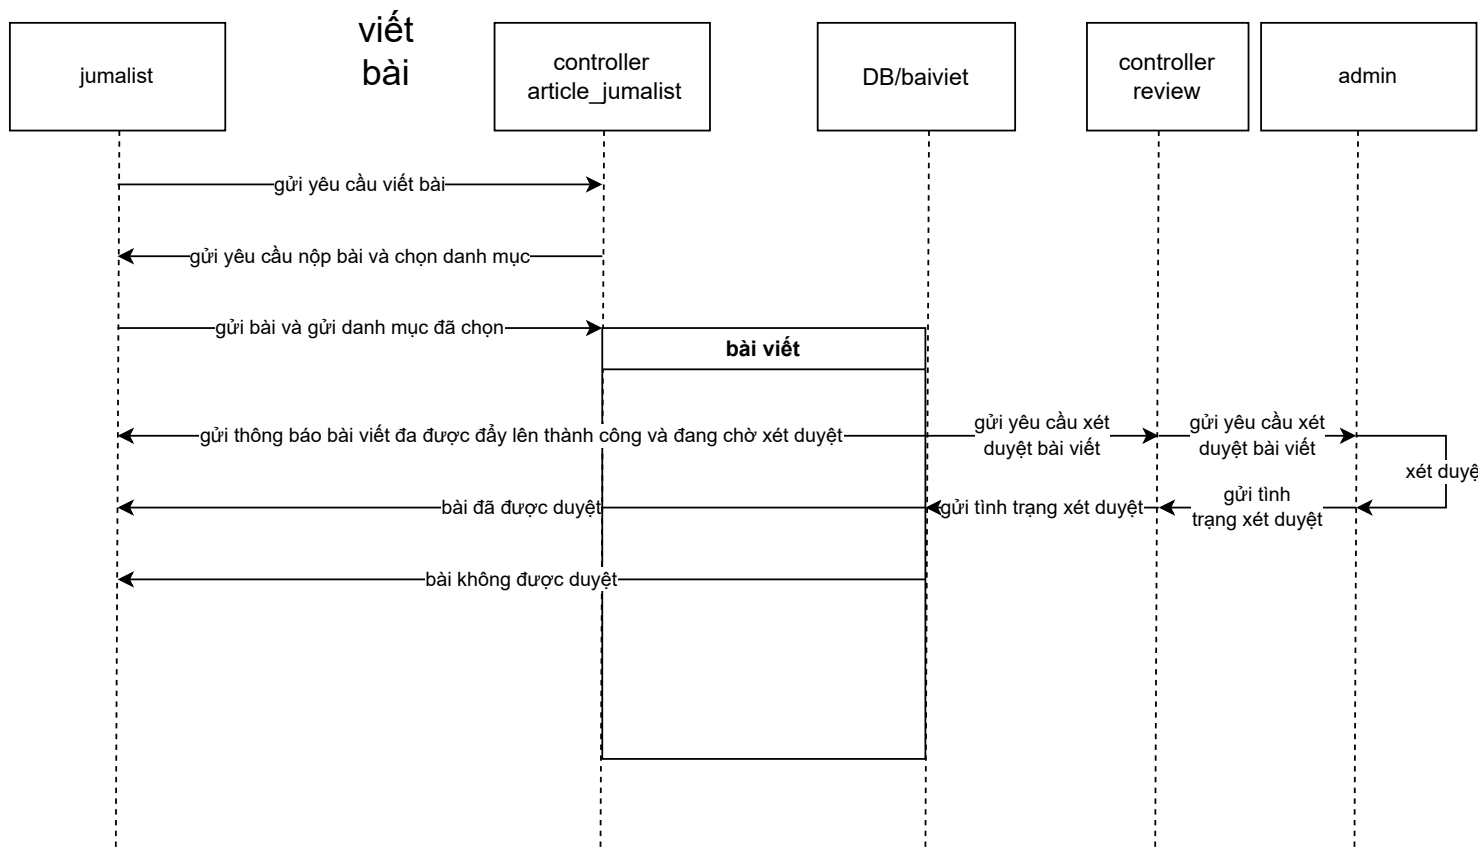 viết
bài
jumalist
controller
article_jumalist
DB/baiviet
controller
review
admin
gửi yêu cầu viết bài
gửi yêu cầu nộp bài và chọn danh mục
gửi bài và gửi danh mục đã chọn
bài viết
gửi thông báo bài viết đa được đẩy lên thành công và đang chờ xét duyệt
gửi yêu cầu xét
duyệt bài viết
gửi yêu cầu xét
duyệt bài viết
xét duyệ
bài đã được duyệt
gửi tình trạng xét duyệt
gửi tình
trạng xét duyệt
bài không được duyệt